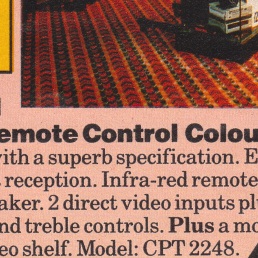 emote Control Colou
with a superb specification. E
reception. Infra-red remote
aker. 2 direct video inputs pl
nd treble controls. Plus a mo
eo shelf. Model: CPT 2248.